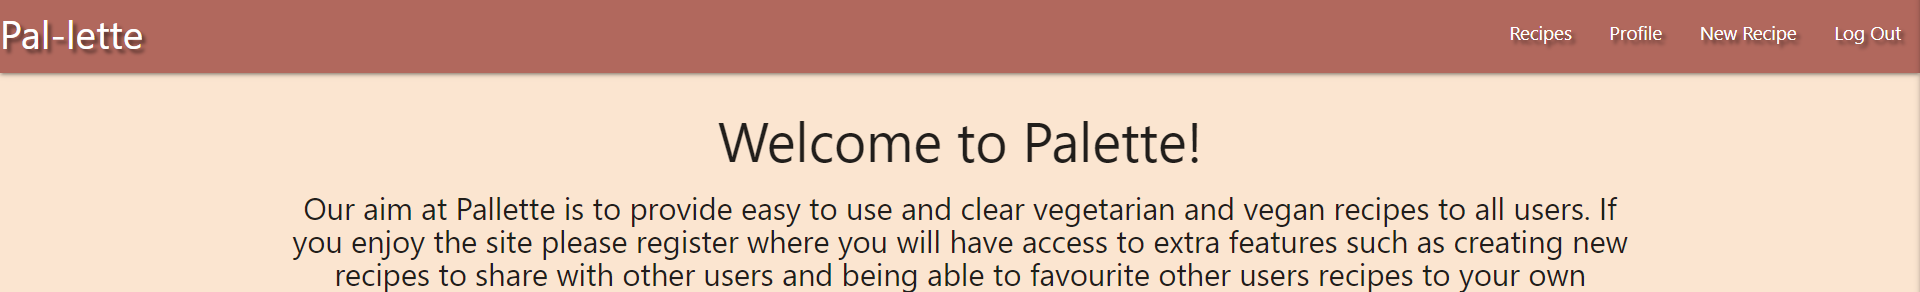 Pal-lette
Recipes Profile New Recipe Log Out
Welcome to Palette!
Our aim at Pallette is to provide easy to use and clear vegetarian and vegan recipes to all users. If
you enjoy the site please register where you will have access to extra features such as creating new
recipes to share with other users and being able to favourite other users recipes to your own